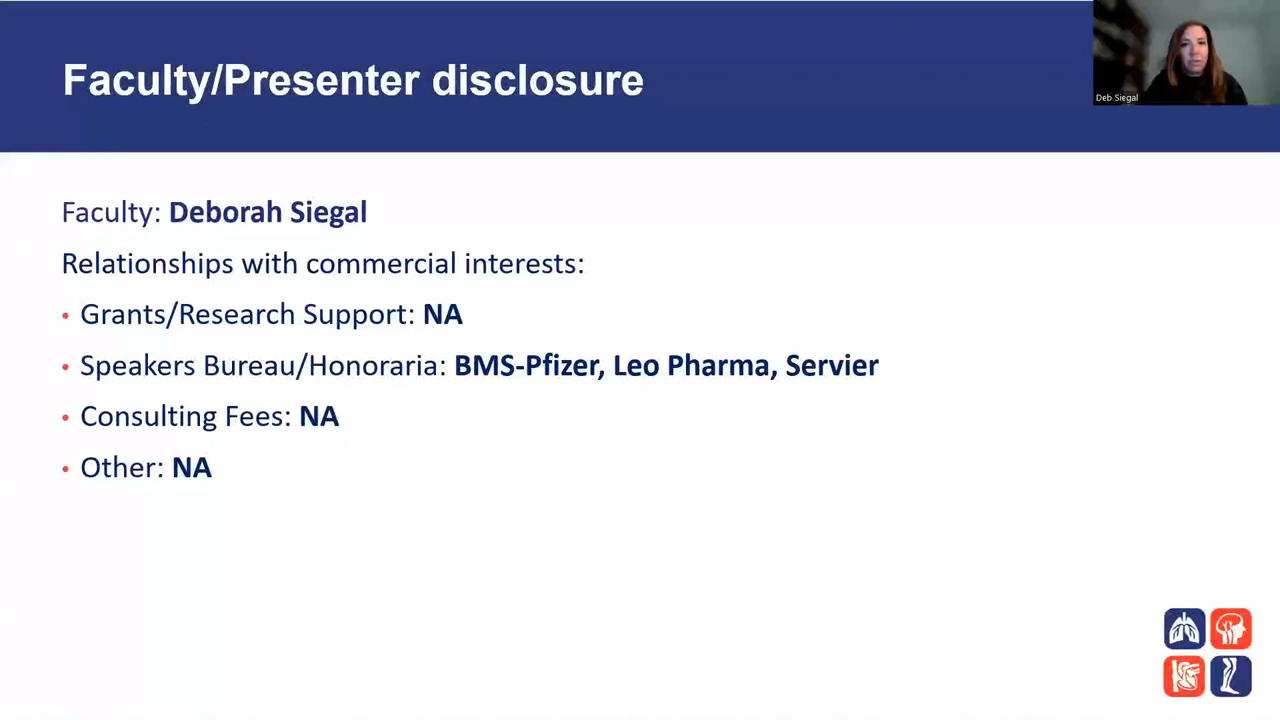 Faculty/Presenter disclosure
Deb Siegal
Faculty: Deborah Siegal
Relationships with commercial interests:
• Grants/Research Support: NA
• Speakers Bureau/Honoraria: BMS-Pfizer, Leo Pharma, Servier
• Consulting Fees: NA
• Other: NA